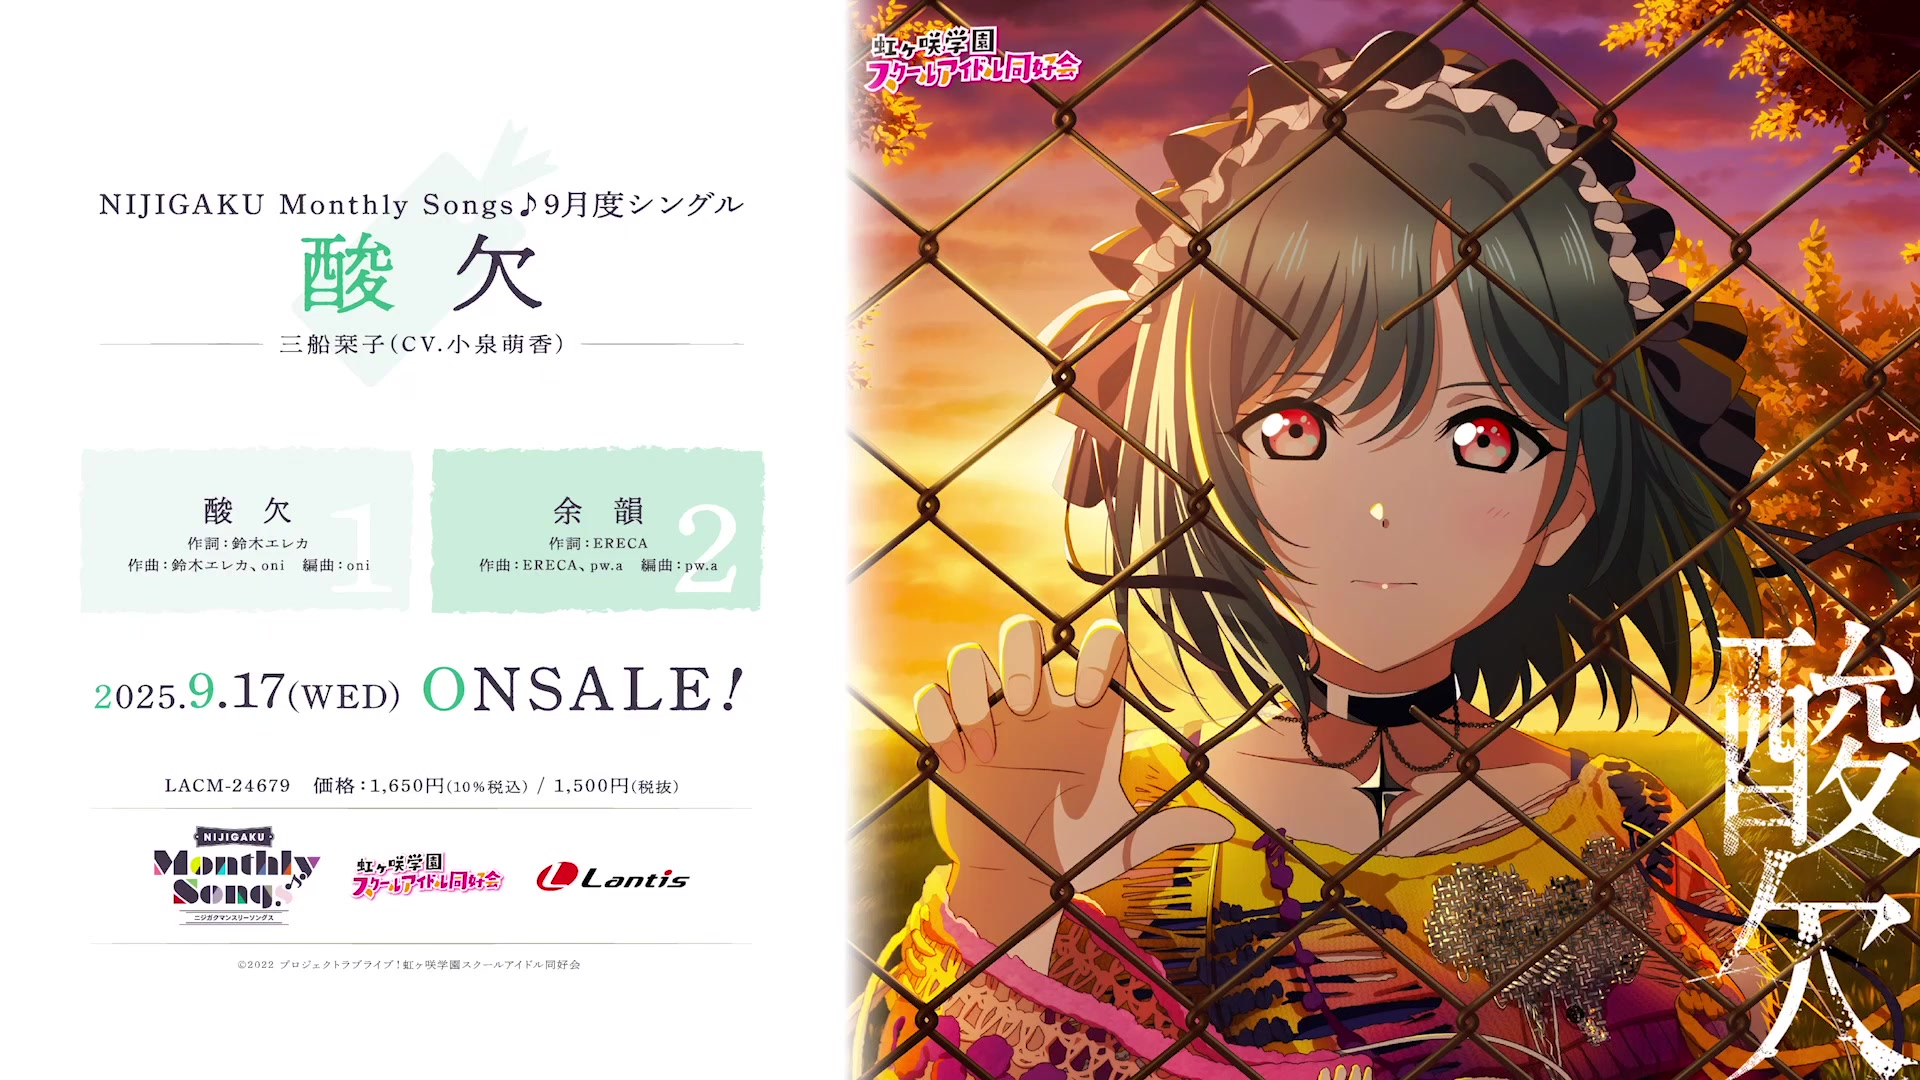 NIJIGAKU Monthly Songs♪9月度シングル
酸欠
三船栞子(CV.小泉萌香)
1
酸欠
作詞:鈴木エレカ
作曲:鈴木エレカ、oni 編曲:oni
2
余韻
作詞:ERECA
作曲:ERECA、pw.a 編曲:pw.a
2025.9.17(WED) ONSALE!
LACM-24679 価格:1,650円(10%税込) / 1,500円(税抜)
NIJIGAKU
Monthly
Songs♪
ニジガクマンスリーソングス
虹ヶ咲学園
スクールアイドル同好会
Lantis
©2022 プロジェクトラブライブ!虹ヶ咲学園スクールアイドル同好会
虹ヶ咲学園
スクールアイドル同好会
酸欠